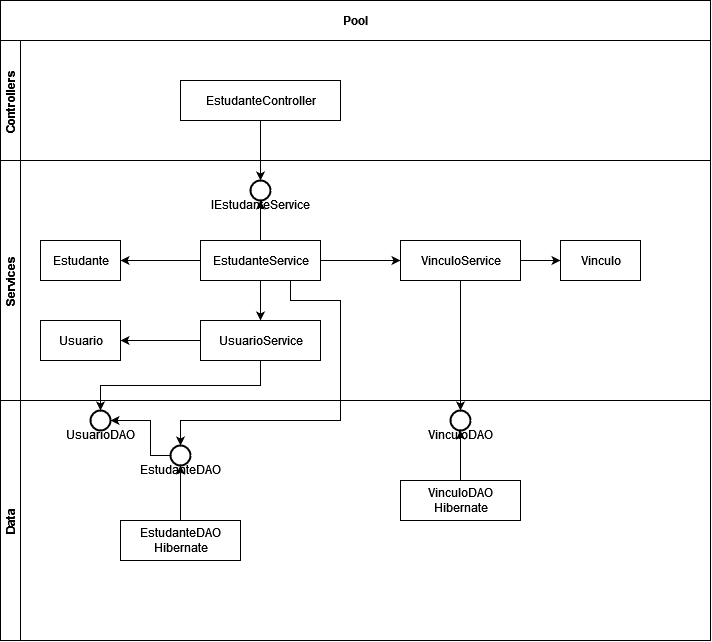 Pool
Controllers
EstudanteController
Services
IEstudanteService
Estudante
EstudanteService
VinculoService
Vinculo
Usuario
UsuarioService
Data
UsuarioDAO
VinculoDAO
EstudanteDAO
VinculoDAO
Hibernate
EstudanteDAO
Hibernate